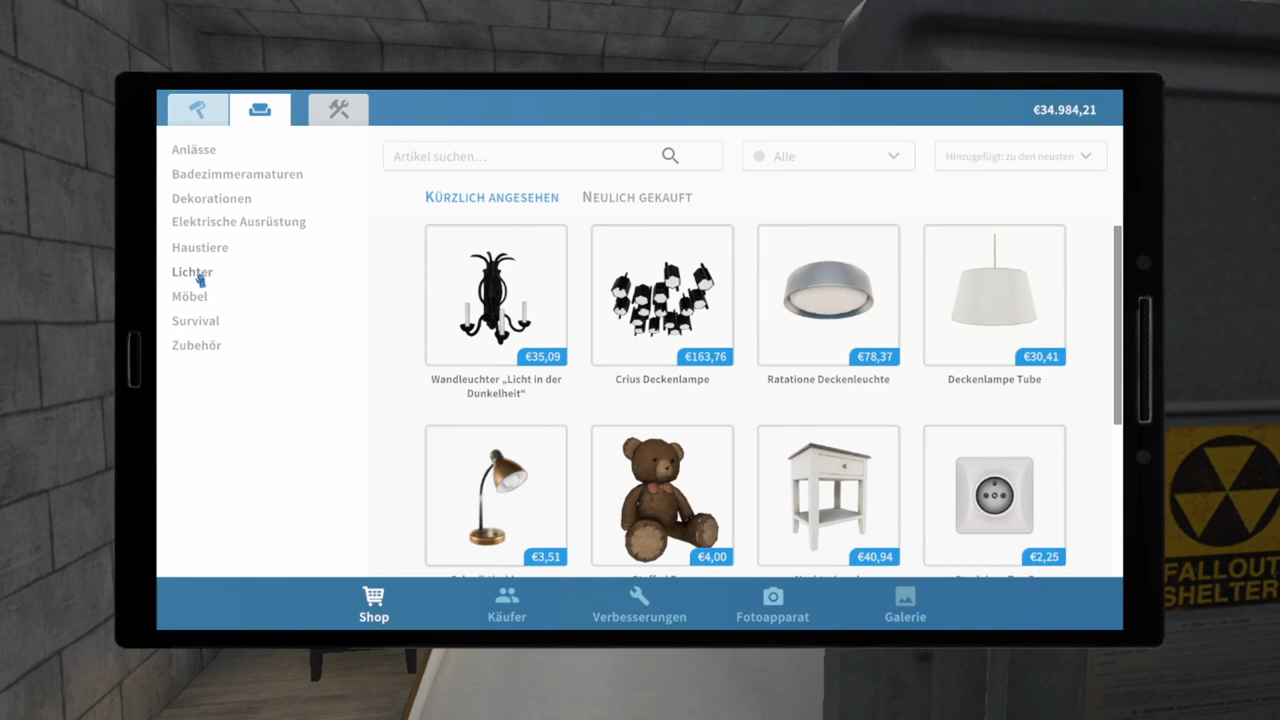 €34.984,21
Anlässe
Badezimmeramaturen
Dekorationen
Elektrische Ausrüstung
Haustiere
Lichter
Möbel
Survival
Zubehör
Artikel suchen...
Alle
Hinzugefügt: zu den neusten
KÜRZLICH ANGESEHEN
NEULICH GEKAUFT
€35,09
€163,76
€78,37
€30,41
Wandleuchter „Licht in der
Dunkelheit“
Crius Deckenlampe
Ratatione Deckenleuchte
Deckenlampe Tube
€3,51
€4,00
€40,94
€2,25
Shop
Käufer
Verbesserungen
Fotoapparat
Galerie
FALLOUT
SHELTER